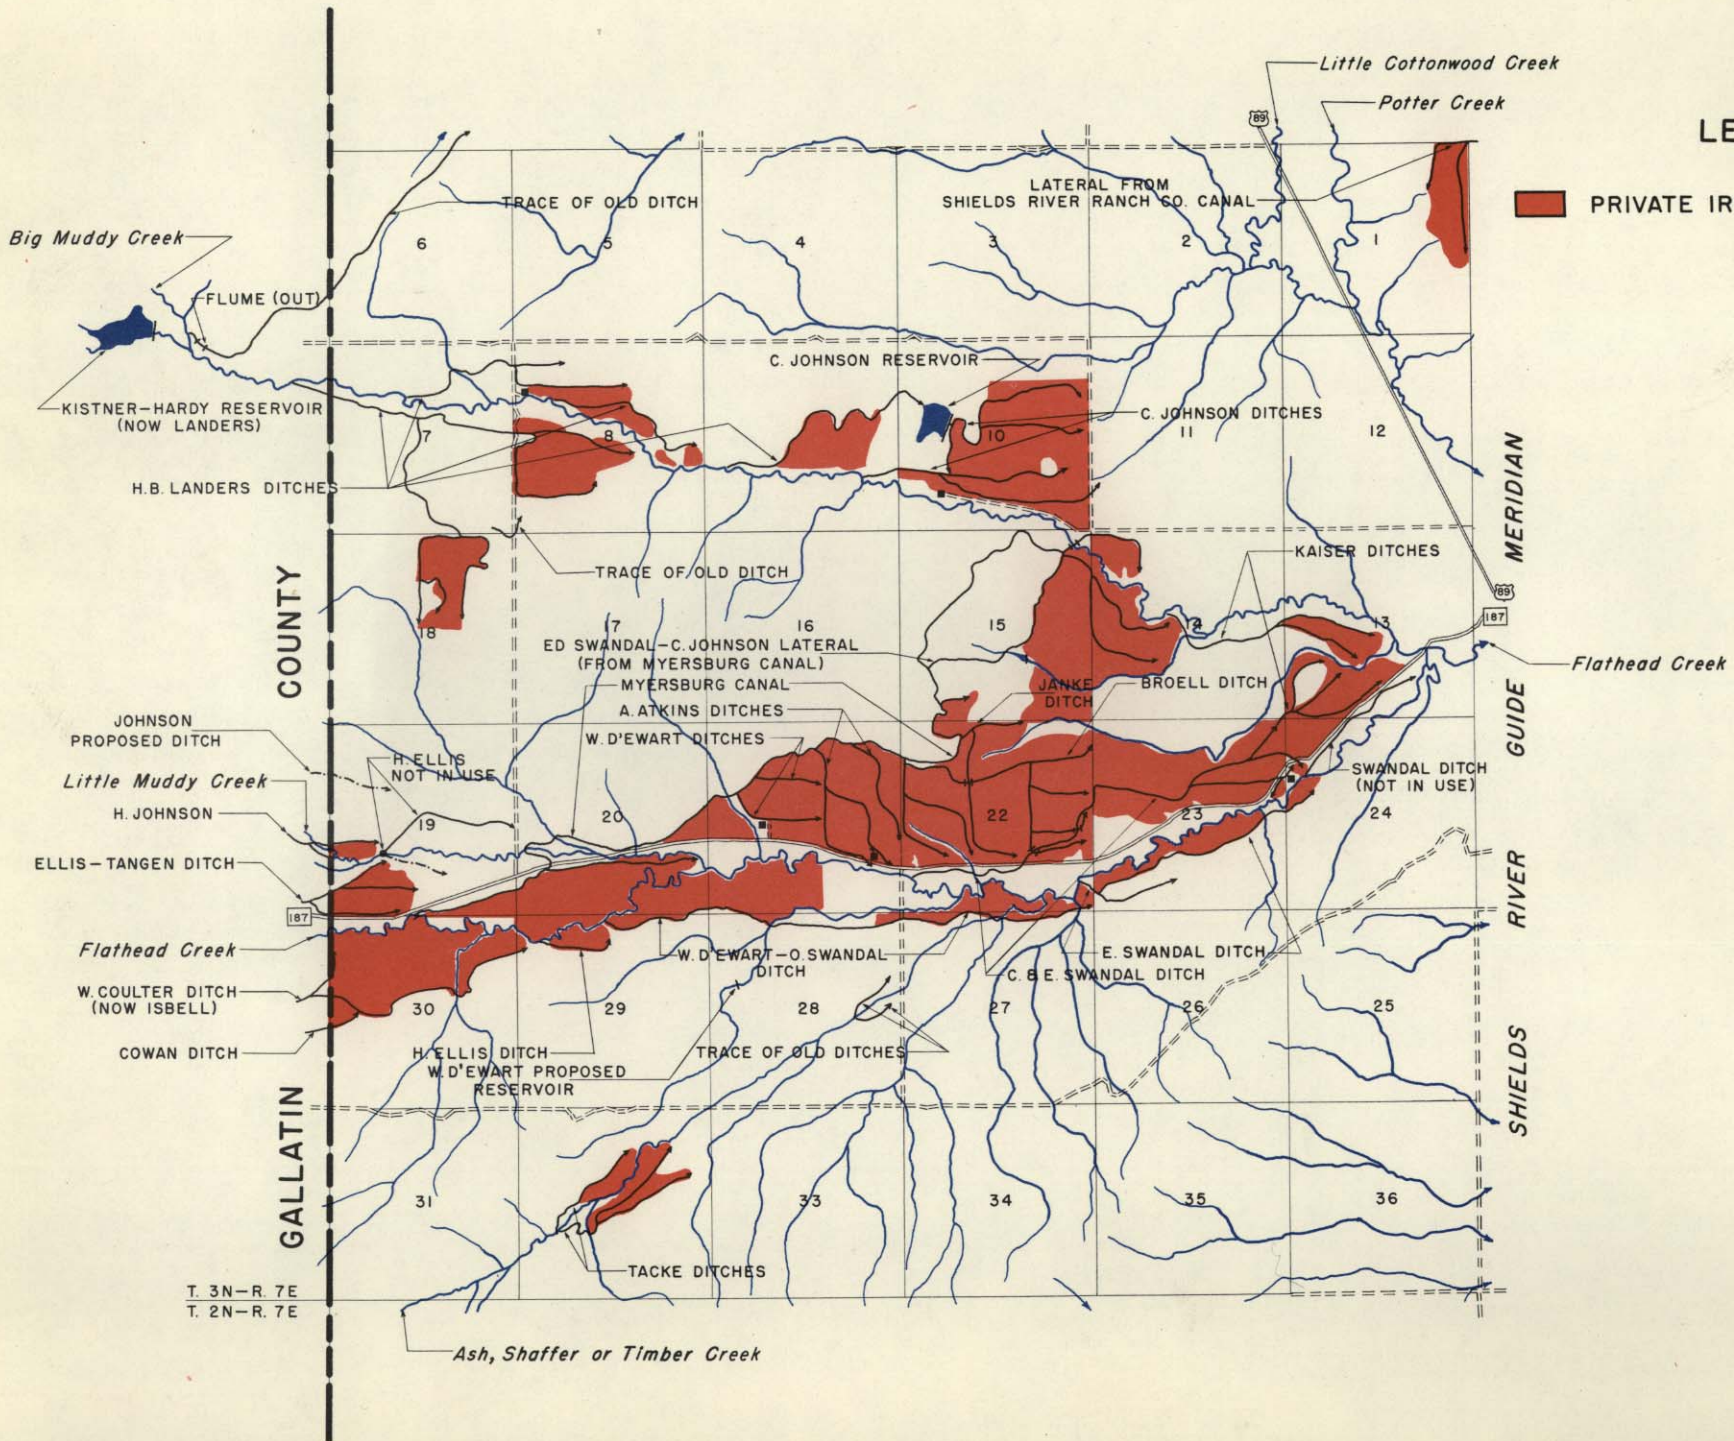 Little Cottonwood Creek
Potter Creek
89
LE
PRIVATE IR
LATERAL FROM
SHIELDS RIVER RANCH CO. CANAL
TRACE OF OLD DITCH
Big Muddy Creek
6
5
4
3
2
1
FLUME (OUT)
C. JOHNSON RESERVOIR
KISTNER-HARDY RESERVOIR
(NOW LANDERS)
C. JOHNSON DITCHES
7
8
10
11
12
H.B. LANDERS DITCHES
MERIDIAN
TRACE OF OLD DITCH
KAISER DITCHES
89
187
COUNTY
18
17
16
15
14
13
ED SWANDAL-C. JOHNSON LATERAL
(FROM MYERSBURG CANAL)
Flathead Creek
MYERSBURG CANAL
JANKE
DITCH
BROELL DITCH
A. ATKINS DITCHES
W. D'EWART DITCHES
GUIDE
JOHNSON
PROPOSED DITCH
H. ELLIS
NOT IN USE
Little Muddy Creek
SWANDAL DITCH
(NOT IN USE)
H. JOHNSON
19
20
22
23
24
ELLIS-TANGEN DITCH
187
RIVER
Flathead Creek
W. D'EWART-O. SWANDAL
DITCH
E. SWANDAL DITCH
C. & E. SWANDAL DITCH
W. COULTER DITCH
(NOW ISBELL)
30
29
28
27
26
25
COWAN DITCH
H. ELLIS DITCH
TRACE OF OLD DITCHES
W. D'EWART PROPOSED
RESERVOIR
SHIELDS
GALLATIN
31
33
34
35
36
TACKE DITCHES
T. 3N-R. 7E
T. 2N-R. 7E
Ash, Shaffer or Timber Creek